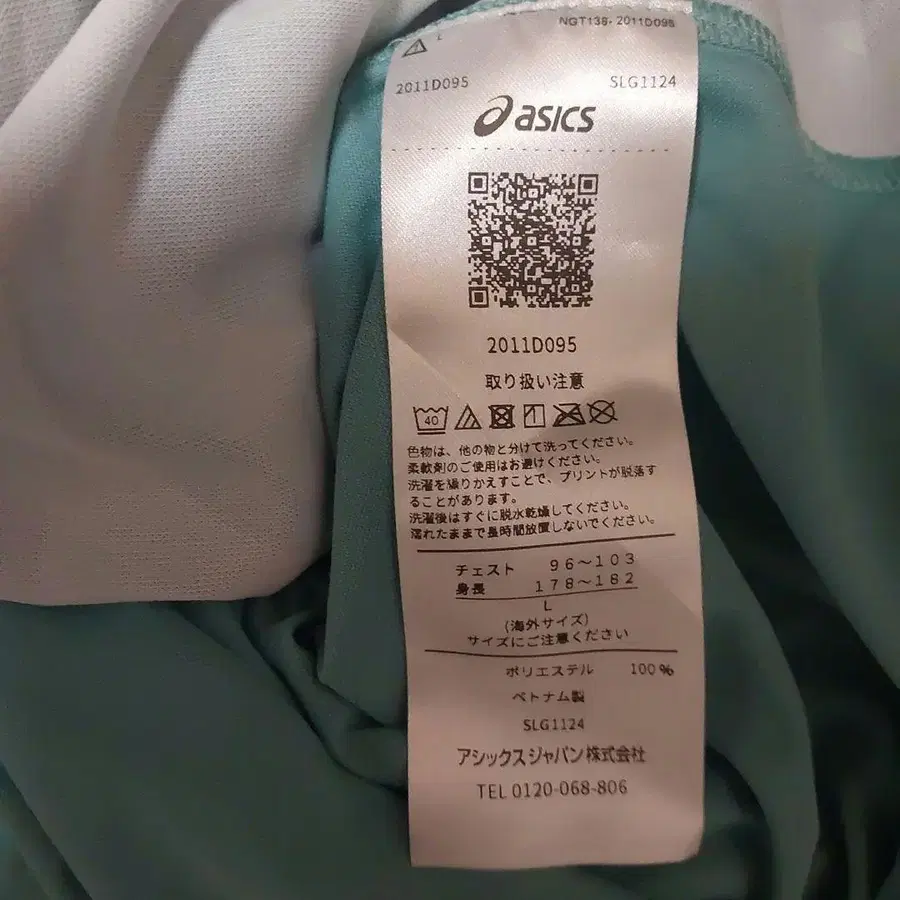 NGT138- 2011D095
L
2011D095 SLG1124
asics
2011D095
取り扱い注意
40
色物は、他の物と分けて洗ってください。
柔軟剤のご使用はお避けください。
洗濯を繰りかえすことで、プリントが脱落す
ることがあります。
洗濯後はすぐに脱水乾燥してください。
濡れたままで長時間放置しないでください。
チェスト 96～103
身長 178～182
L
(海外サイズ)
サイズにご注意ください
ポリエステル 100%
ベトナム製
SLG1124
アシックスジャパン株式会社
TEL 0120-068-806